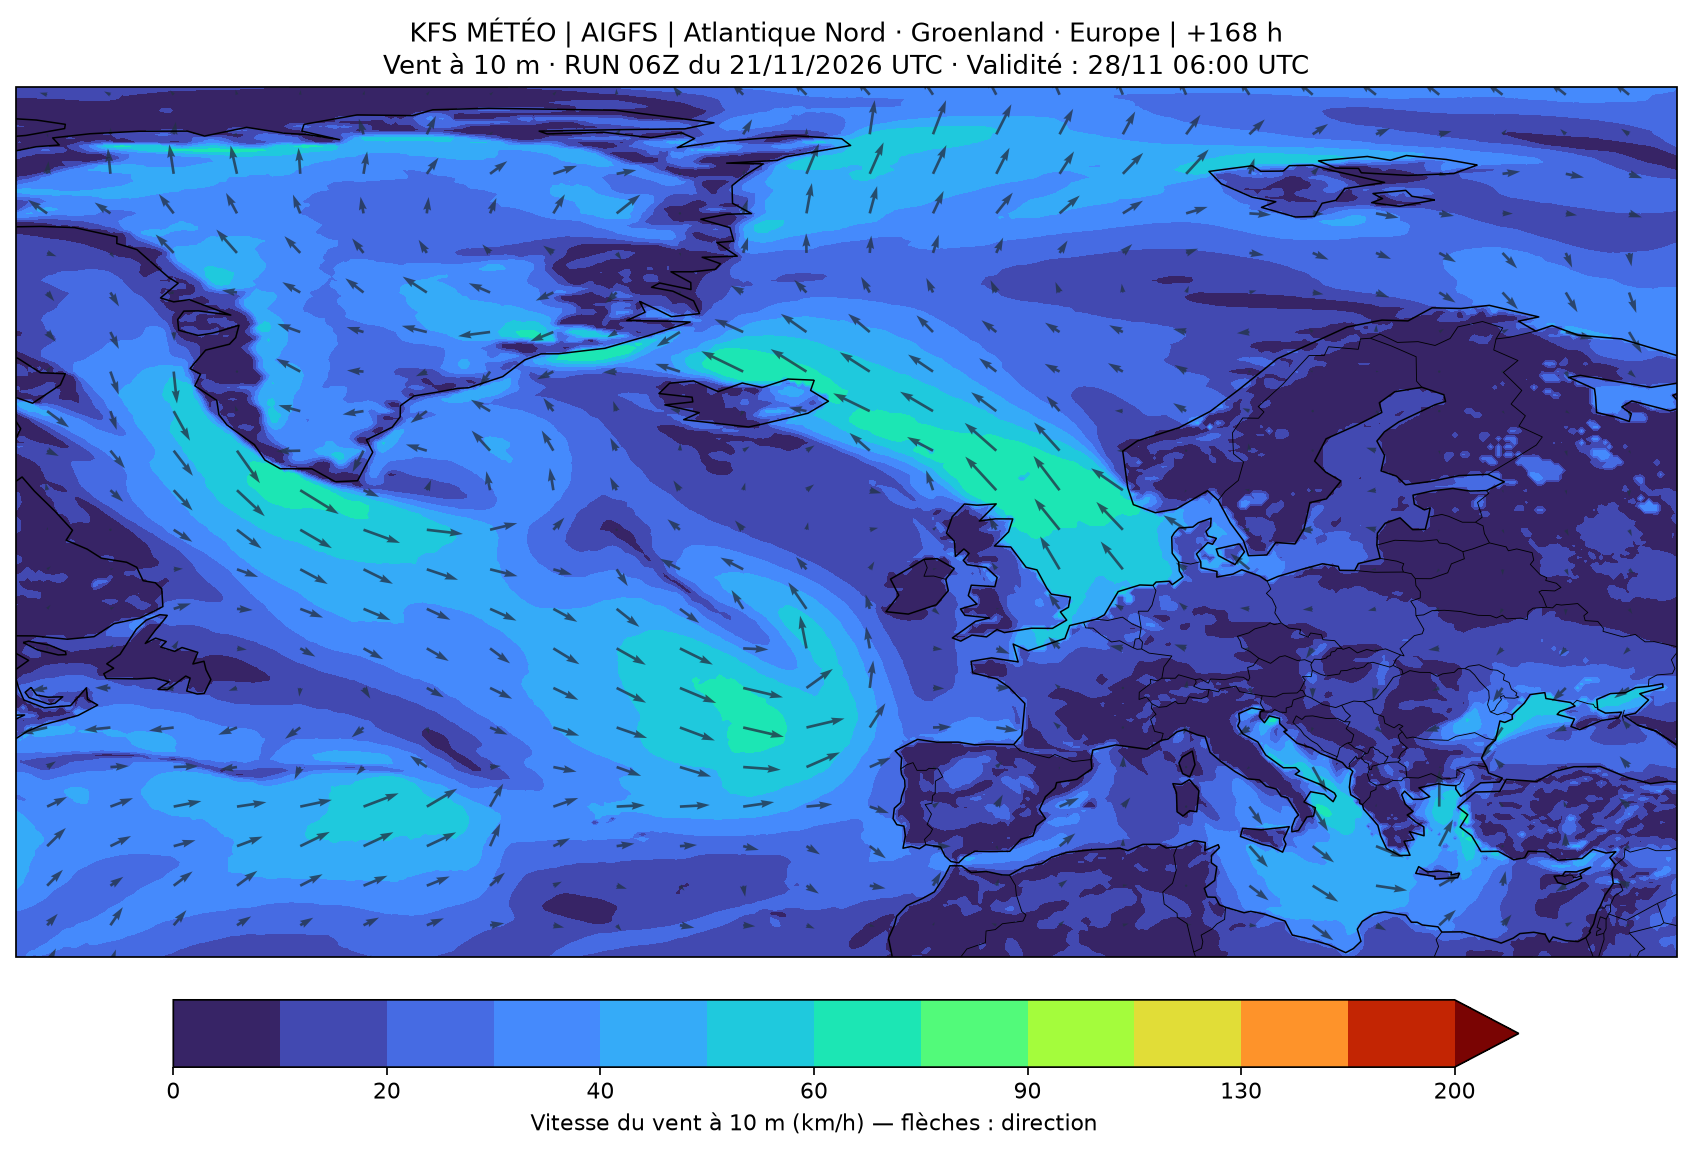 KFS MÉTÉO | AIGFS | Atlantique Nord · Groenland · Europe | +168 h
Vent à 10 m · RUN 06Z du 21/11/2026 UTC · Validité : 28/11 06:00 UTC
0 20 40 60 90 130 200
Vitesse du vent à 10 m (km/h) — flèches : direction